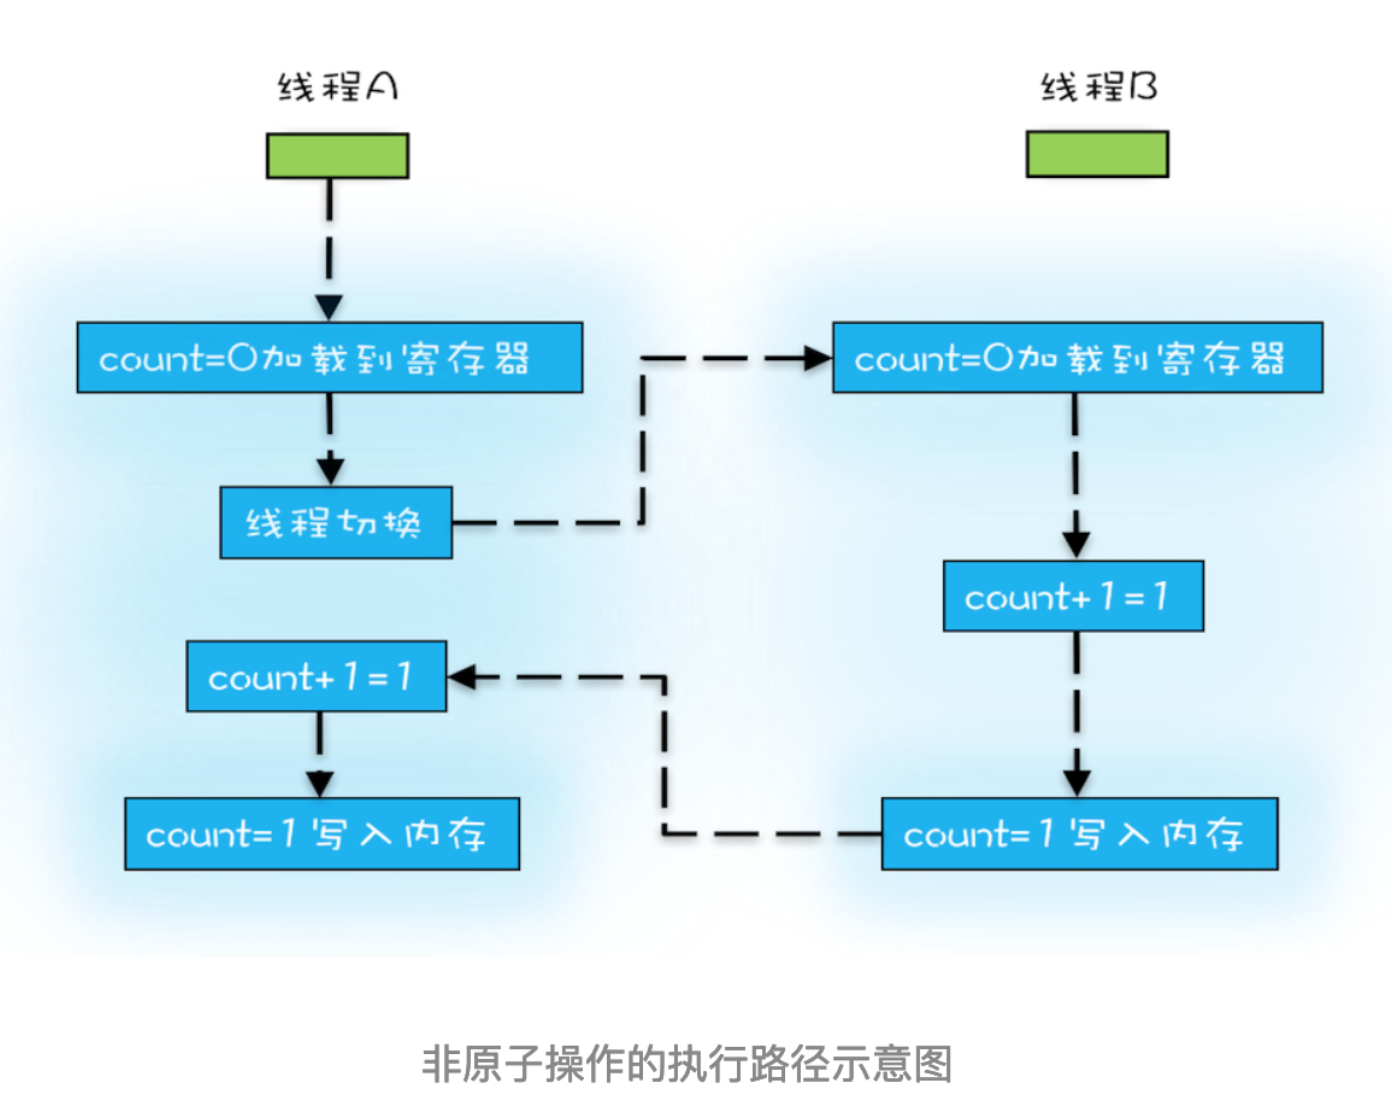 线程A
线程B
count=0加载到寄存器
count=0加载到寄存器
线程切换
count+1=1
count+1=1
count=1写入内存
count=1写入内存
非原子操作的执行路径示意图